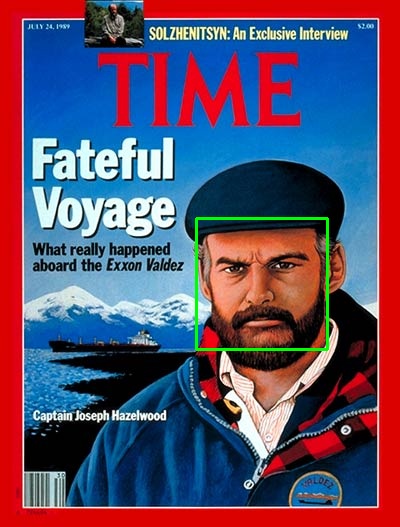 JULY 24, 1989
SOLZHENITSYN: An Exclusive Interview
$2.00
TIME
Fateful
Voyage
What really happened
aboard the Exxon Valdez
Captain Joseph Hazelwood
30
VALDEZ